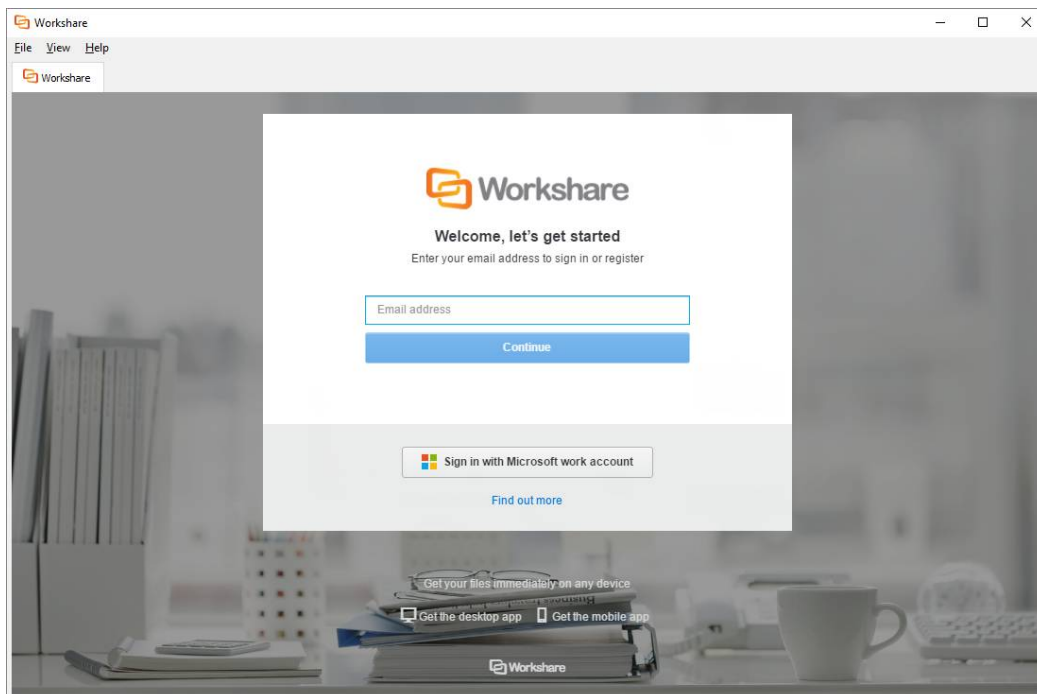 Workshare
File View Help
Workshare
Workshare
Welcome, let's get started
Enter your email address to sign in or register
Email address
Continue
Sign in with Microsoft work account
Find out more
Get your files immediately on any device
Get the desktop app Get the mobile app
Workshare